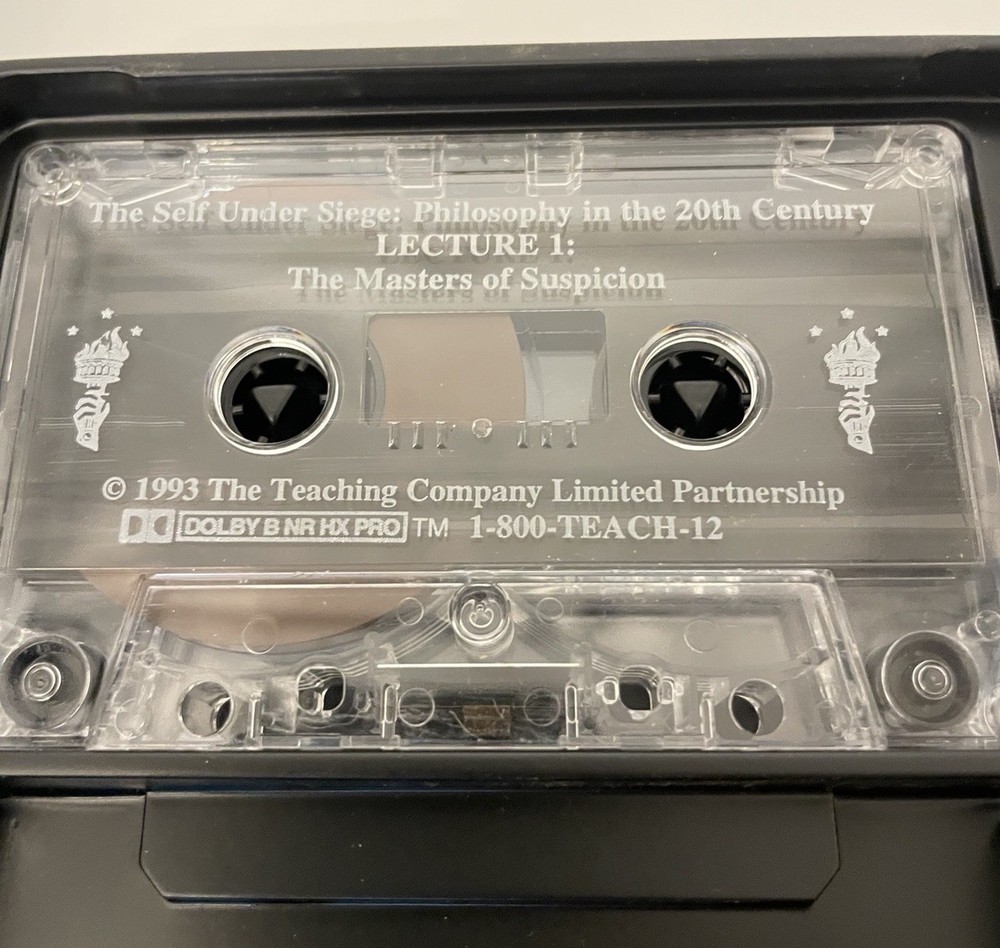 The Self Under Siege: Philosophy in the 20th Century
LECTURE 1:
The Masters of Suspicion
© 1993 The Teaching Company Limited Partnership
DOLBY B NR HX PRO TM 1-800-TEACH-12